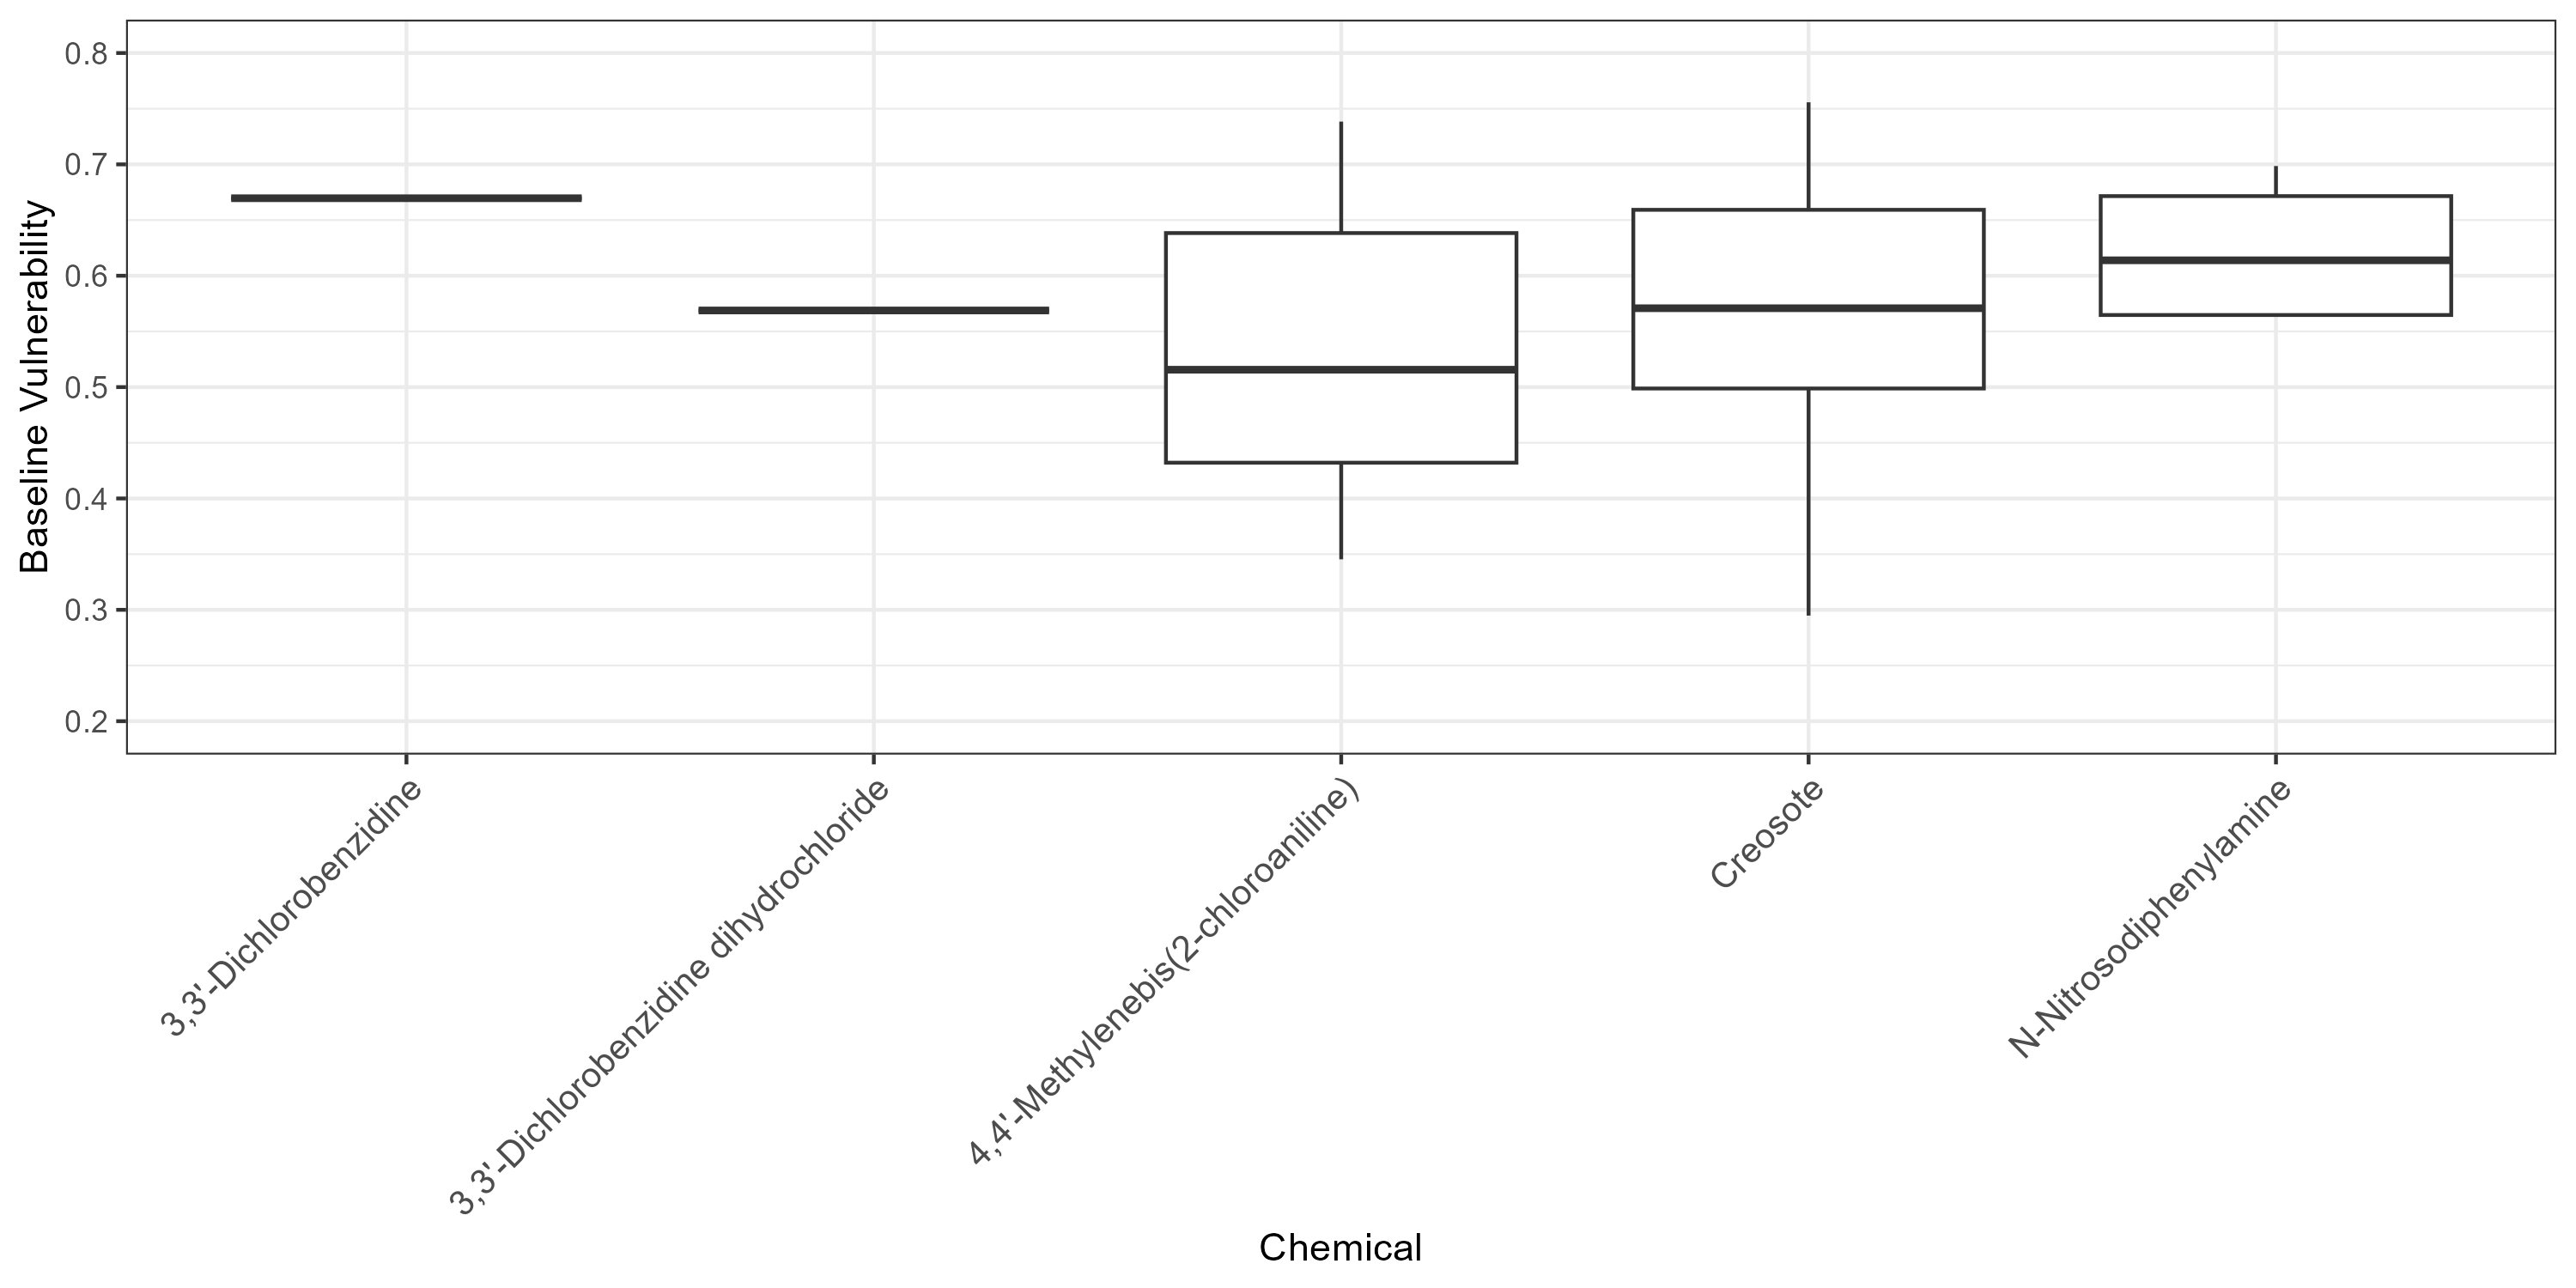 Baseline Vulnerability
0.8
0.7
0.6
0.5
0.4
0.3
0.2
3,3'-Dichlorobenzidine
3,3'-Dichlorobenzidine dihydrochloride
4,4'-Methylenebis(2-chloroaniline)
Creosote
N-Nitrosodiphenylamine
Chemical